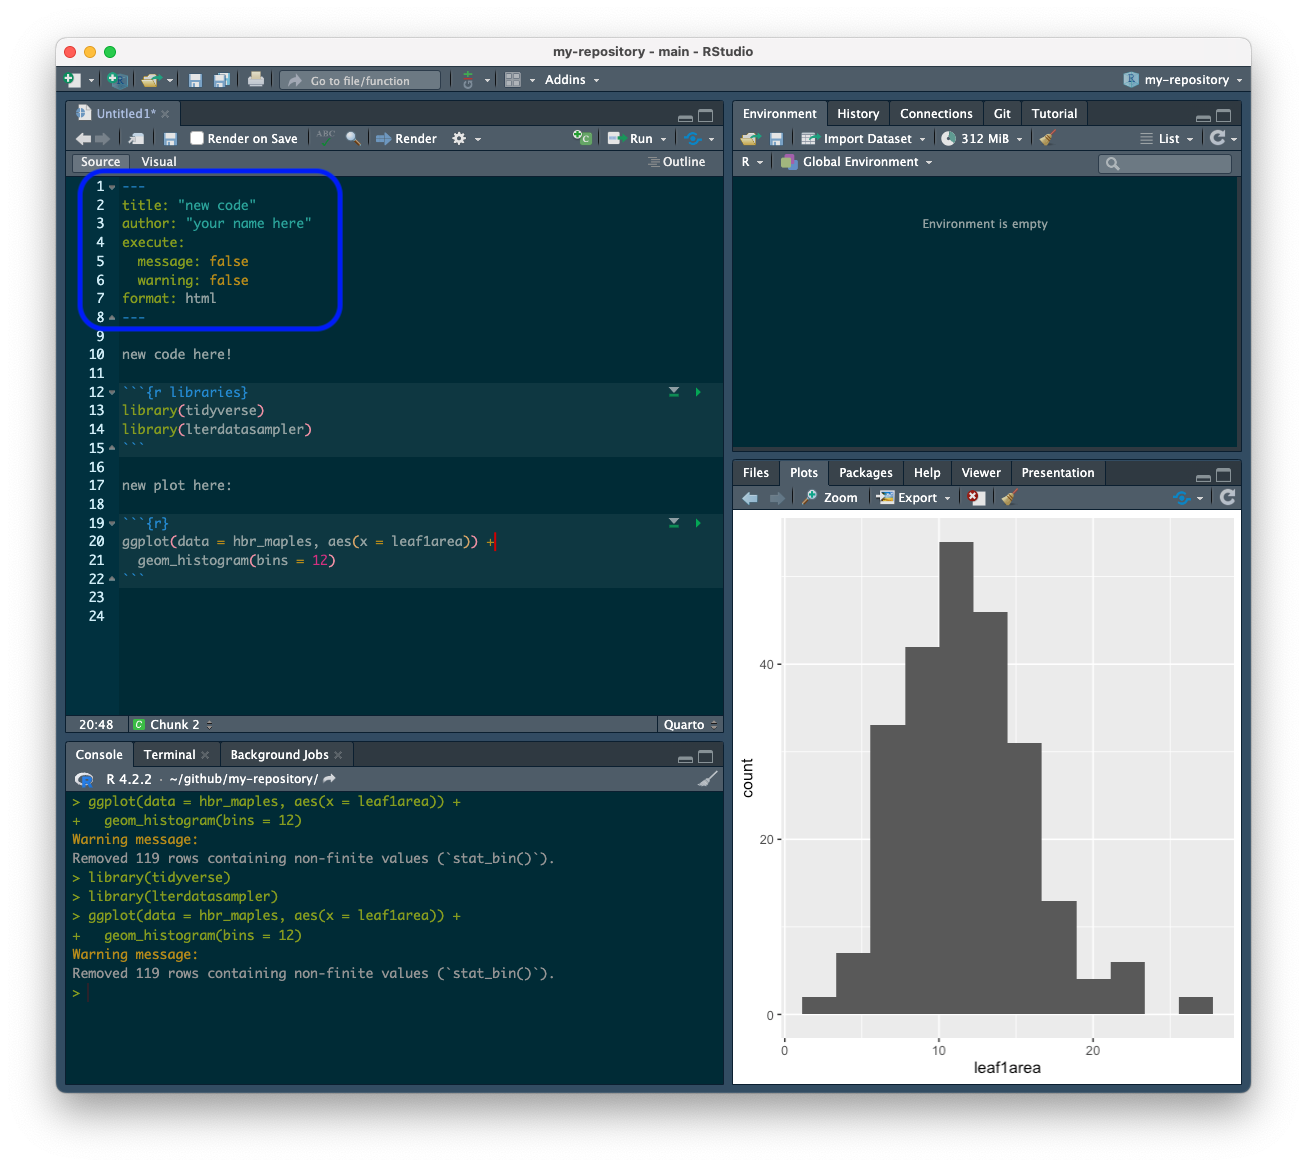 my-repository - main - RStudio
Go to file/function
Addins
my-repository
Untitled1*
ABC
Render on Save
Render
Run
Source
Visual
Outline
1 ---
2 title: "new code"
3 author: "your name here"
4 execute:
5 message: false
6 warning: false
7 format: html
8 ---
9
10 new code here!
11
12 ```{r libraries}
13 library(tidyverse)
14 library(lterdatasampler)
15 ```
16
17 new plot here:
18
19 ```{r}
20 ggplot(data = hbr_maples, aes(x = leaf1area)) +
21 geom_histogram(bins = 12)
22 ```
23
24
20:48
C Chunk 2
Quarto
Console
Terminal
Background Jobs
R 4.2.2 · ~/github/my-repository/
> ggplot(data = hbr_maples, aes(x = leaf1area)) +
+ geom_histogram(bins = 12)
Warning message:
Removed 119 rows containing non-finite values (`stat_bin()`).
> library(tidyverse)
> library(lterdatasampler)
> ggplot(data = hbr_maples, aes(x = leaf1area)) +
+ geom_histogram(bins = 12)
Warning message:
Removed 119 rows containing non-finite values (`stat_bin()`).
>
Environment
History
Connections
Git
Tutorial
Import Dataset
312 MiB
List
R
Global Environment
Environment is empty
Files
Plots
Packages
Help
Viewer
Presentation
Zoom
Export
40
20
0
count
0
10
20
leaf1area